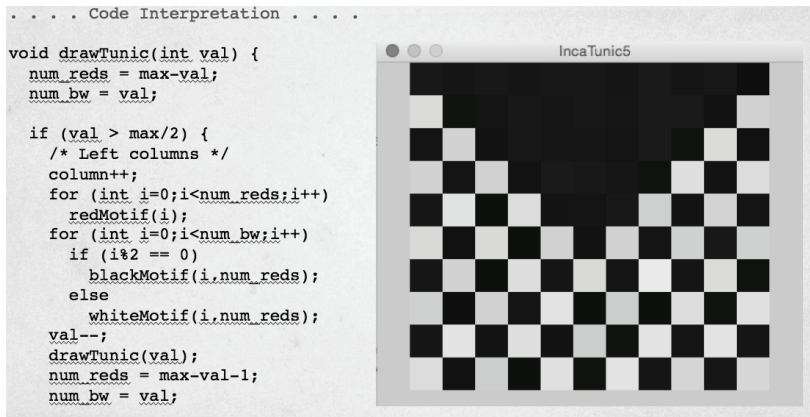 . . . . Code Interpretation . . . .
void drawTunic(int val) {
num_reds = max-val;
num_bw = val;
if (val > max/2) {
/* Left columns */
column++;
for (int i=0;i<num_reds;i++)
redMotif(i);
for (int i=0;i<num_bw;i++)
if (i%2 == 0)
blackMotif(i,num_reds);
else
whiteMotif(i,num_reds);
val--;
drawTunic(val);
num_reds = max-val-1;
num_bw = val;
IncaTunic5